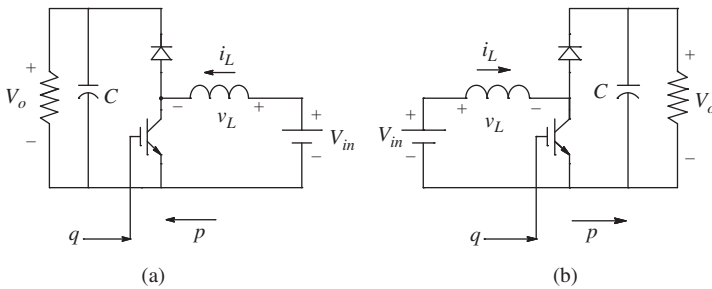 + V_o − C i_L − v_L + + V_in − q p
(a)
i_L + v_L − + V_in − C + V_o − q p
(b)